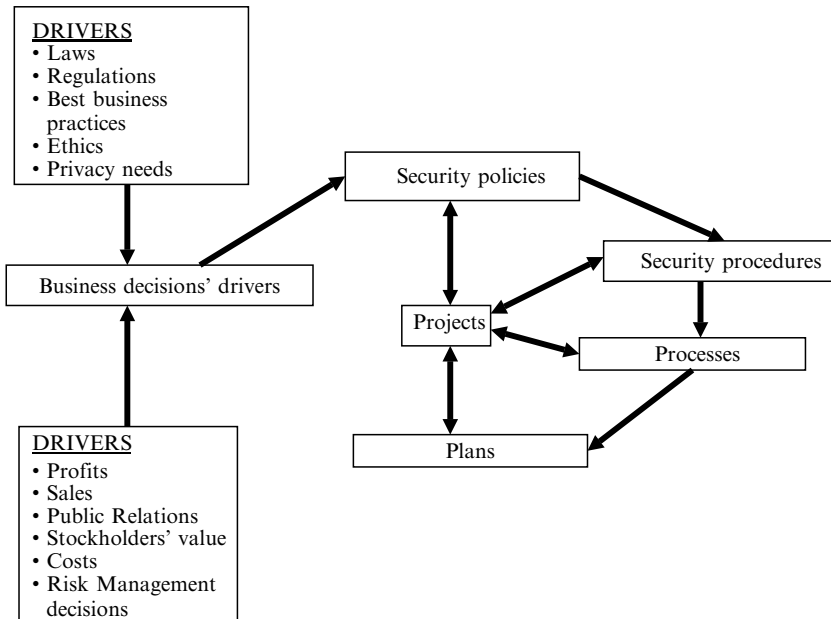 DRIVERS
• Laws
• Regulations
• Best business
practices
• Ethics
• Privacy needs
Security policies
Business decisions’ drivers
Security procedures
Projects
Processes
Plans
DRIVERS
• Profits
• Sales
• Public Relations
• Stockholders’ value
• Costs
• Risk Management
decisions